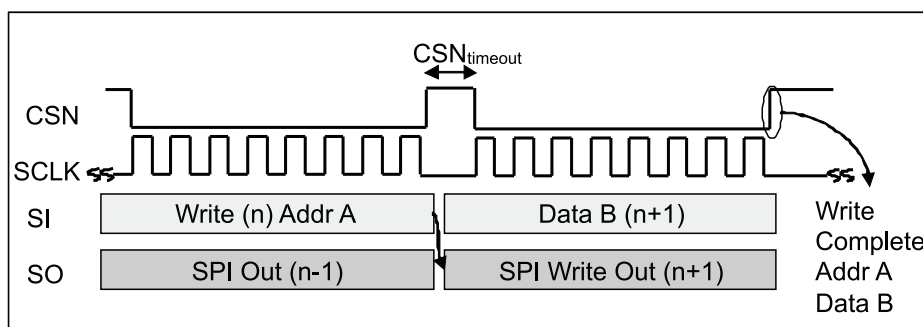 CSNtimeout
CSN
SCLK
SI
Write (n) Addr A
Data B (n+1)
SO
SPI Out (n-1)
SPI Write Out (n+1)
Write
Complete
Addr A
Data B